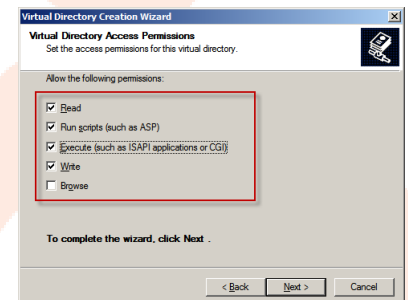 Virtual Directory Creation Wizard
Virtual Directory Access Permissions
Set the access permissions for this virtual directory.
Allow the following permissions:
Read
Run scripts (such as ASP)
Execute (such as ISAPI applications or CGI)
Write
Browse
To complete the wizard, click Next .
< Back Next > Cancel